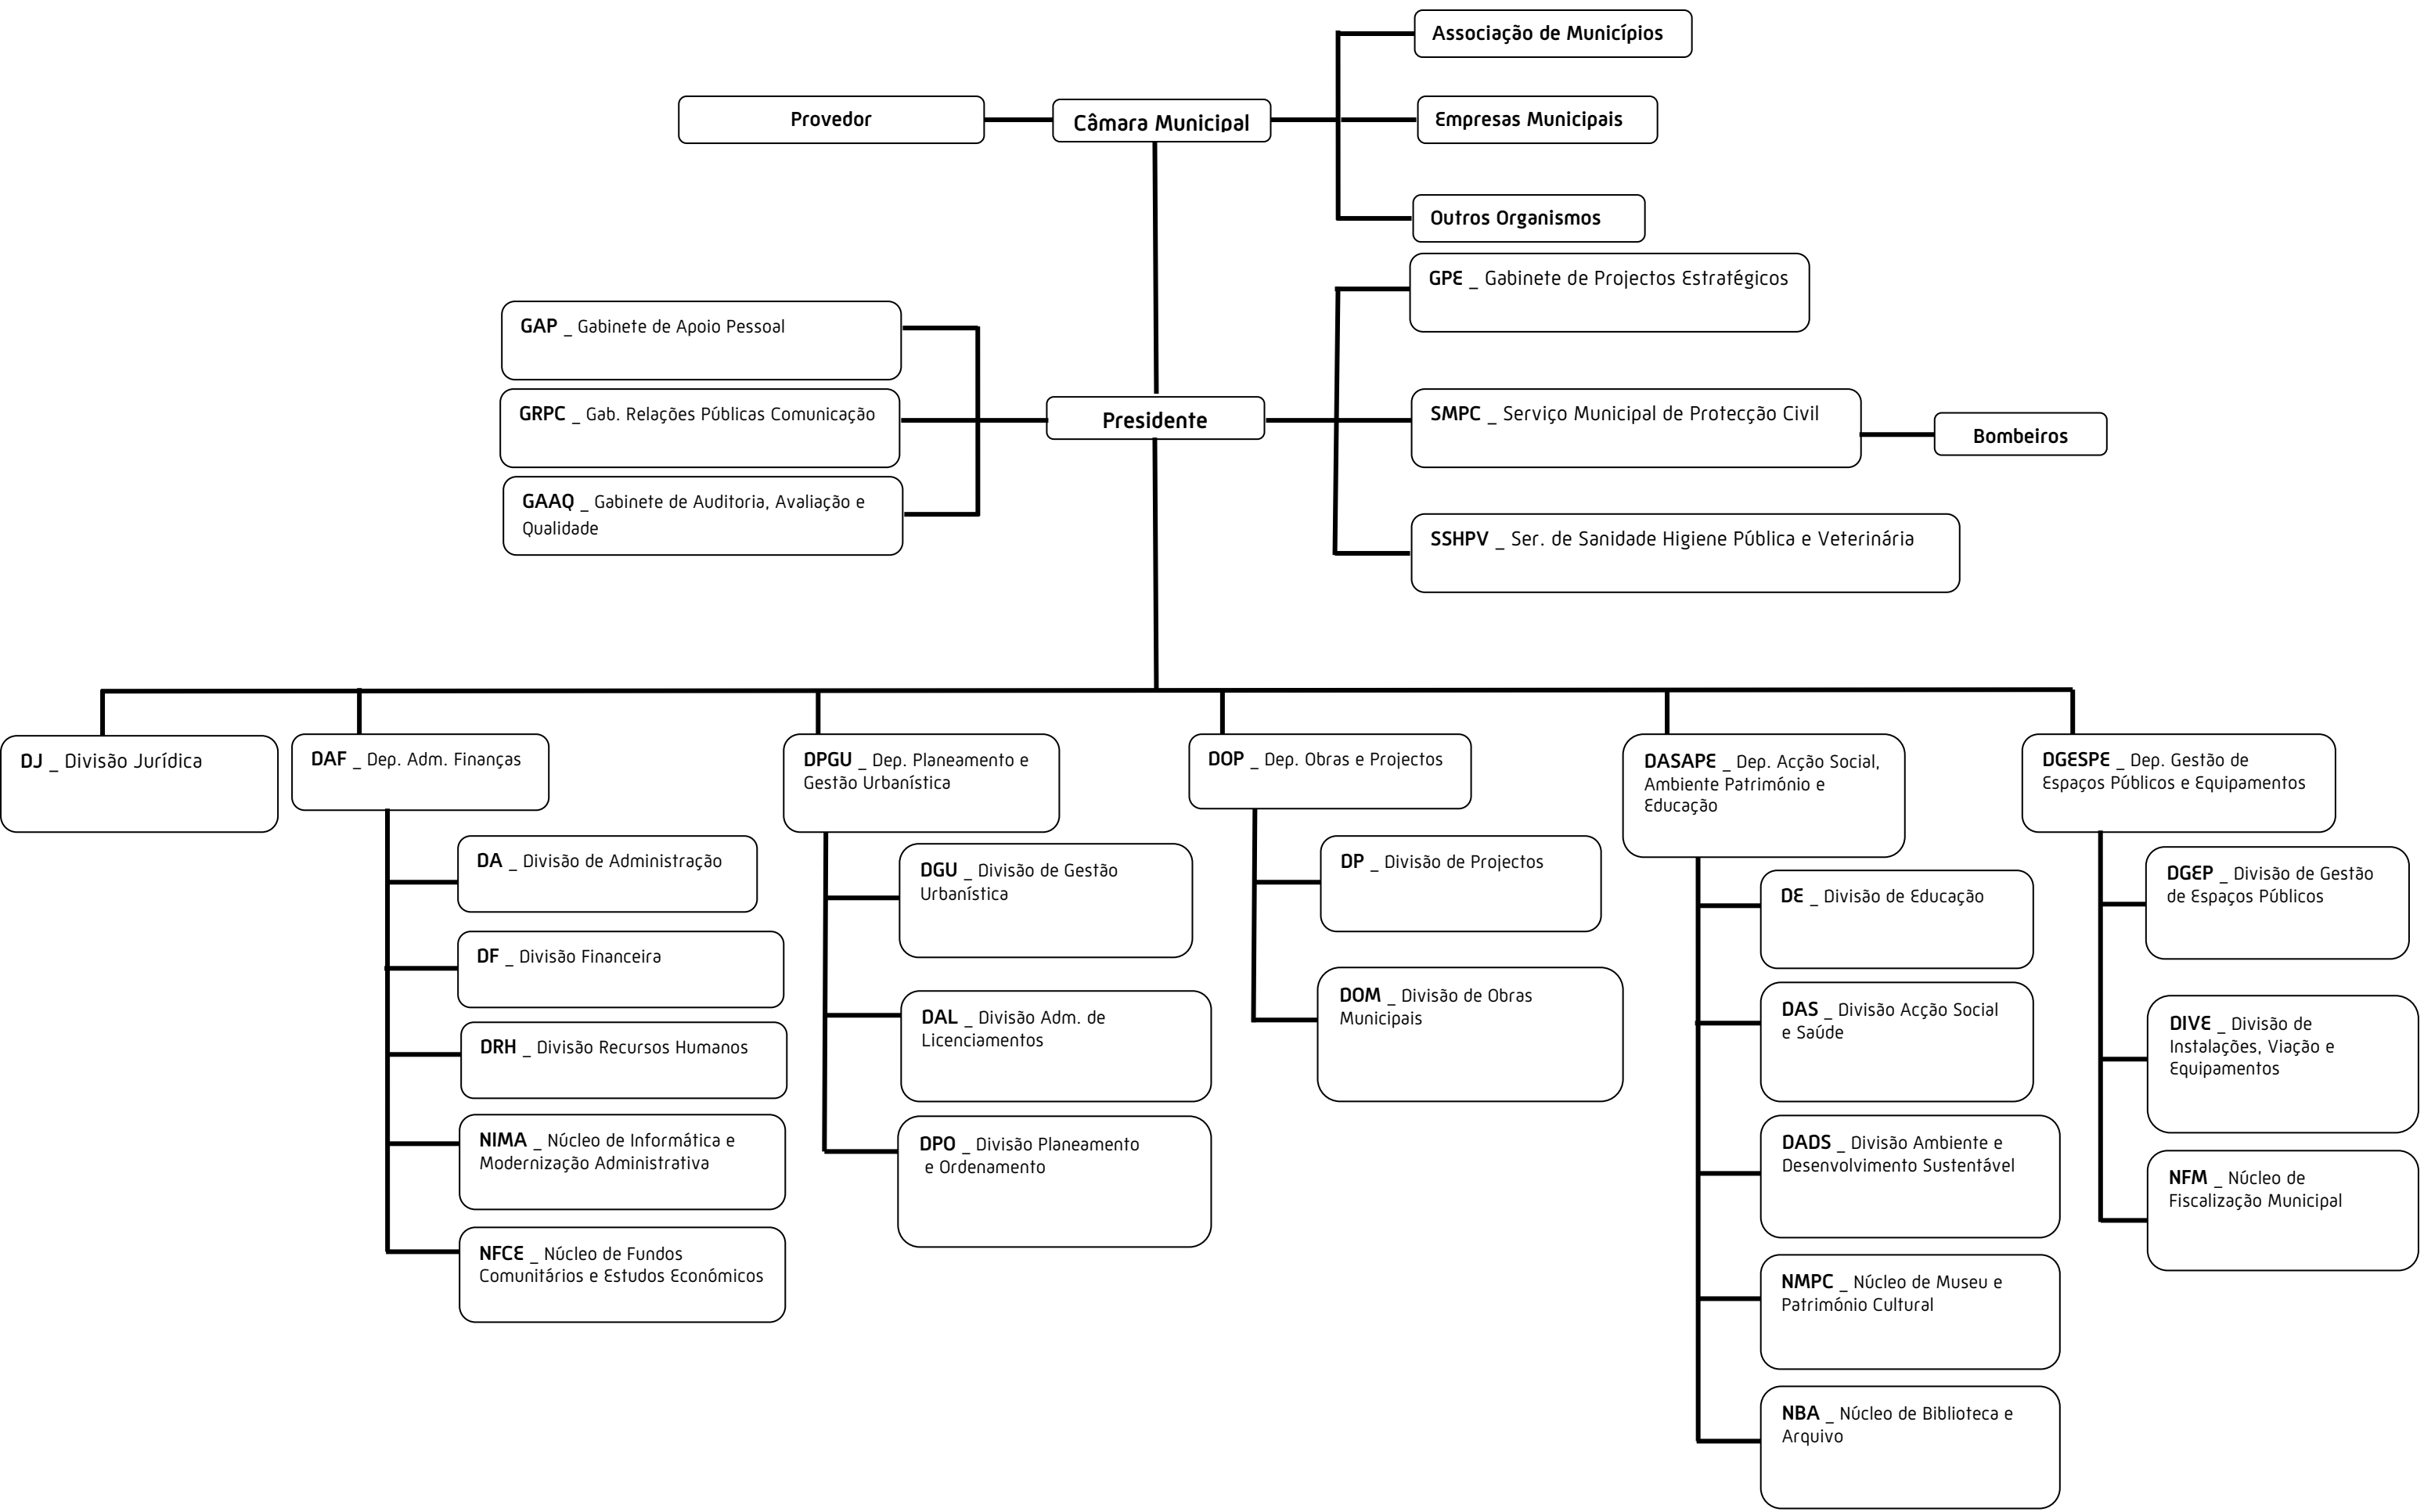 Associação de Municípios
Provedor
Câmara Municipal
Empresas Municipais
Outros Organismos
GPE _ Gabinete de Projectos Estratégicos
GAP _ Gabinete de Apoio Pessoal
GRPC _ Gab. Relações Públicas Comunicação
Presidente
SMPC _ Serviço Municipal de Protecção Civil
Bombeiros
GAAQ _ Gabinete de Auditoria, Avaliação e
Qualidade
SSHPV _ Ser. de Sanidade Higiene Pública e Veterinária
DJ _ Divisão Jurídica
DAF _ Dep. Adm. Finanças
DPGU _ Dep. Planeamento e
Gestão Urbanística
DOP _ Dep. Obras e Projectos
DASAPE _ Dep. Acção Social,
Ambiente Património e
Educação
DGESPE _ Dep. Gestão de
Espaços Públicos e Equipamentos
DA _ Divisão de Administração
DF _ Divisão Financeira
DRH _ Divisão Recursos Humanos
NIMA _ Núcleo de Informática e
Modernização Administrativa
NFCE _ Núcleo de Fundos
Comunitários e Estudos Económicos
DGU _ Divisão de Gestão
Urbanística
DAL _ Divisão Adm. de
Licenciamentos
DPO _ Divisão Planeamento
e Ordenamento
DP _ Divisão de Projectos
DOM _ Divisão de Obras
Municipais
DE _ Divisão de Educação
DAS _ Divisão Acção Social
e Saúde
DADS _ Divisão Ambiente e
Desenvolvimento Sustentável
NMPC _ Núcleo de Museu e
Património Cultural
NBA _ Núcleo de Biblioteca e
Arquivo
DGEP _ Divisão de Gestão
de Espaços Públicos
DIVE _ Divisão de
Instalações, Viação e
Equipamentos
NFM _ Núcleo de
Fiscalização Municipal